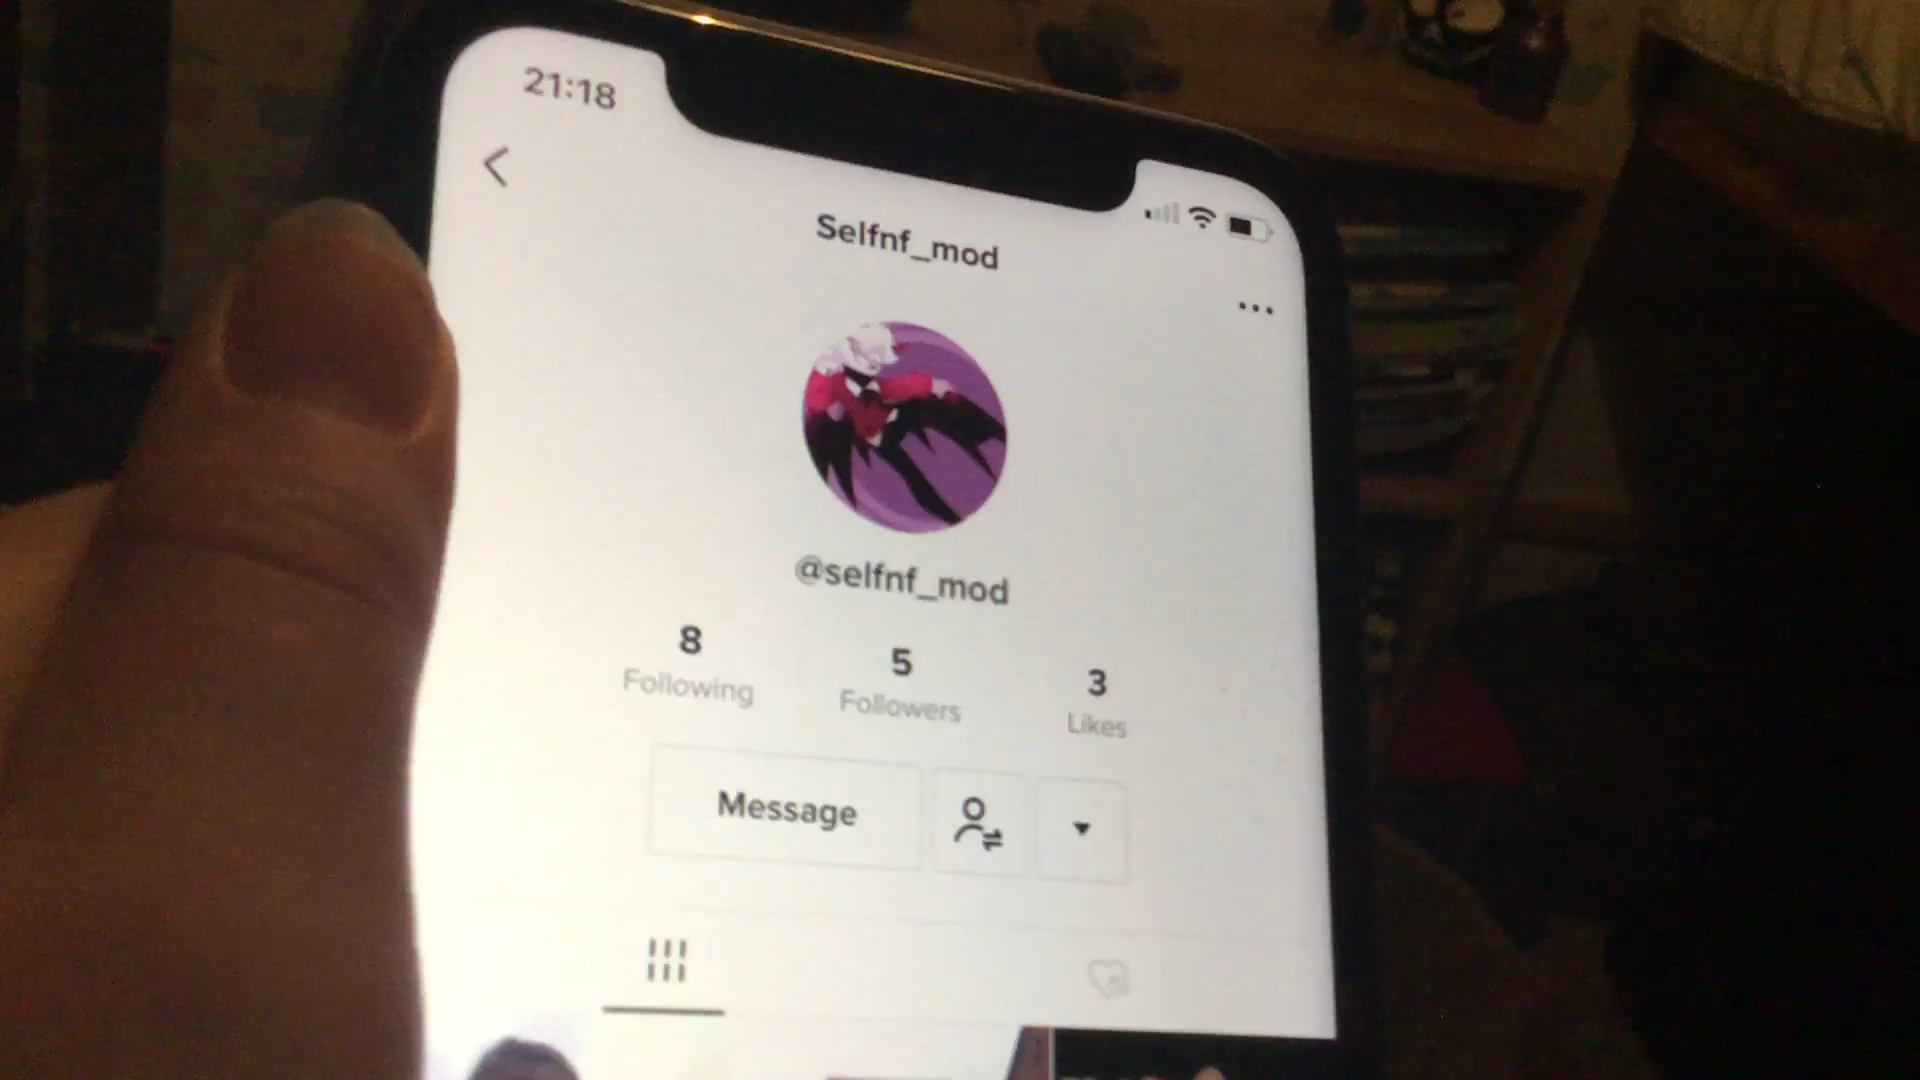 21:18
Selfnf_mod
@selfnf_mod
8 Following
5 Followers
3 Likes
Message